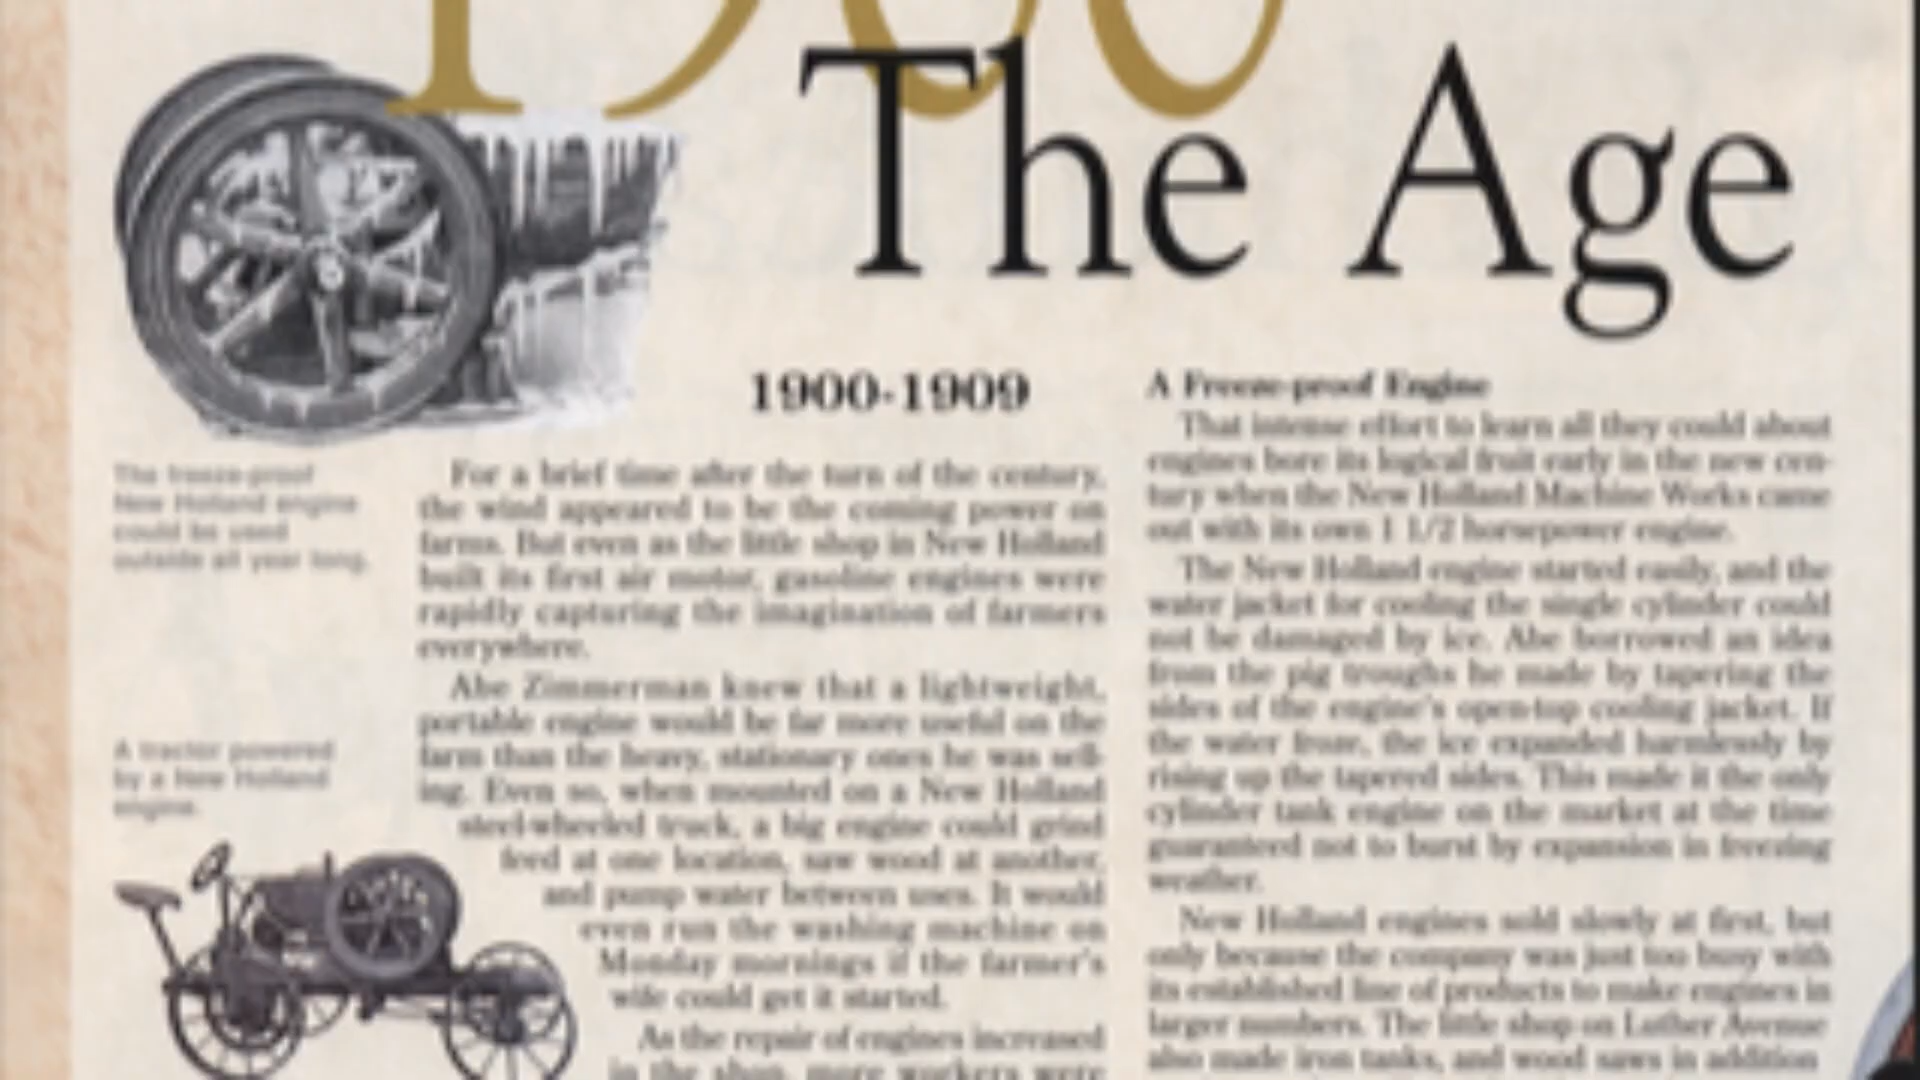 1900
The Age
1900-1909
The freeze-proof
New Holland engine
could be used
outside all year long.
A tractor powered
by a New Holland
engine.
For a brief time after the turn of the century,
the wind appeared to be the coming power on
farms. But even as the little shop in New Holland
built its first air motor, gasoline engines were
rapidly capturing the imagination of farmers
everywhere.
Abe Zimmerman knew that a lightweight,
portable engine would be far more useful on the
farm than the heavy, stationary ones he was sell-
ing. Even so, when mounted on a New Holland
steel-wheeled truck, a big engine could grind
feed at one location, saw wood at another,
and pump water between uses. It would
even run the washing machine on
Monday mornings if the farmer's
wife could get it started.
As the repair of engines increased
in the shop, more workers were
A Freeze-proof Engine
That intense effort to learn all they could about
engines bore its logical fruit early in the new cen-
tury when the New Holland Machine Works came
out with its own 1 1/2 horsepower engine.
The New Holland engine started easily, and the
water jacket for cooling the single cylinder could
not be damaged by ice. Abe borrowed an idea
from the pig troughs he made by tapering the
sides of the engine's open-top cooling jacket. If
the water froze, the ice expanded harmlessly by
rising up the tapered sides. This made it the only
cylinder tank engine on the market at the time
guaranteed not to burst by expansion in freezing
weather.
New Holland engines sold slowly at first, but
only because the company was just too busy with
its established line of products to make engines in
larger numbers. The little shop on Luther Avenue
also made iron tanks, and wood saws in addition